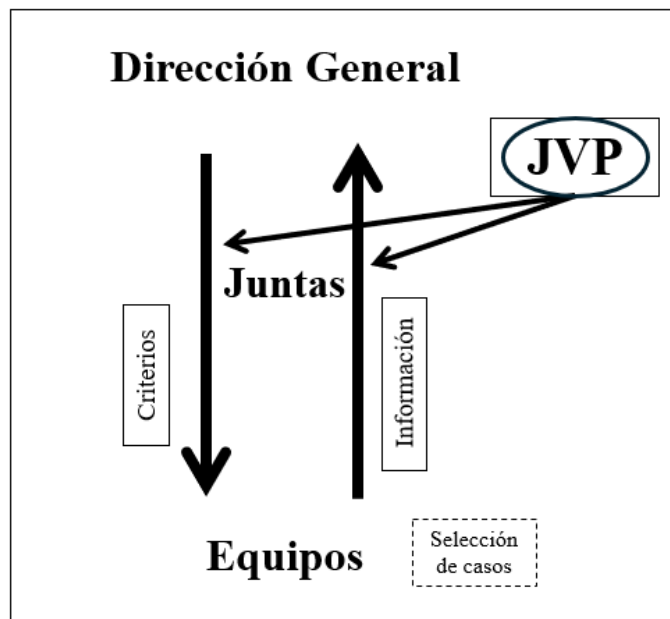 Dirección General
JVP
Juntas
Criterios
Información
Equipos
Selección
de casos